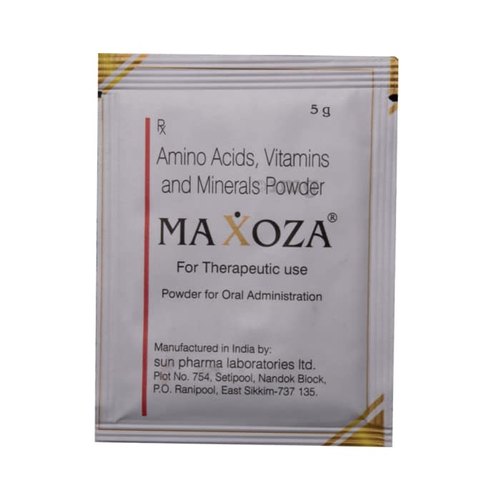 5 g
Rx
Amino Acids, Vitamins
and Minerals Powder
MAXOZA®
For Therapeutic use
Powder for Oral Administration
Manufactured in India by:
sun pharma laboratories ltd.
Plot No. 754, Setipool, Nandok Block,
P.O. Ranipool, East Sikkim-737 135.